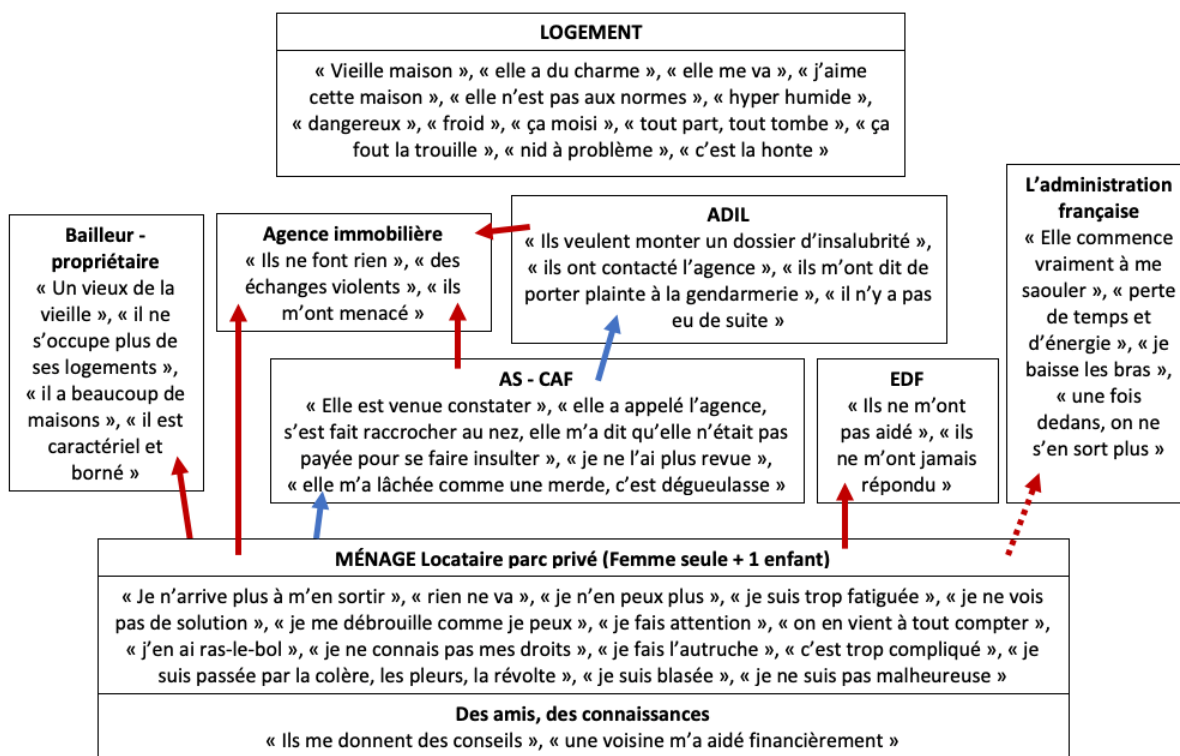 LOGEMENT
« Vieille maison », « elle a du charme », « elle me va », « j’aime
cette maison », « elle n’est pas aux normes », « hyper humide »,
« dangereux », « froid », « ça moisi », « tout part, tout tombe », « ça
fout la trouille », « nid à problème », « c’est la honte »
Bailleur -
propriétaire
« Un vieux de la
vieille », « il ne
s’occupe plus de
ses logements »,
« il a beaucoup de
maisons », « il est
caractériel et
borné »
Agence immobilière
« Ils ne font rien », « des
échanges violents », « ils
m’ont menacé »
ADIL
« Ils veulent monter un dossier d’insalubrité »,
« ils ont contacté l’agence », « ils m’ont dit de
porter plainte à la gendarmerie », « il n’y a pas
eu de suite »
L’administration
française
« Elle commence
vraiment à me
saouler », « perte
de temps et
d’énergie », « je
baisse les bras »,
« une fois
dedans, on ne
s’en sort plus »
AS - CAF
« Elle est venue constater », « elle a appelé l’agence,
s’est fait raccrocher au nez, elle m’a dit qu’elle n’était pas
payée pour se faire insulter », « je ne l’ai plus revue »,
« elle m’a lâchée comme une merde, c’est dégueulasse »
EDF
« Ils ne m’ont
pas aidé », « ils
ne m’ont jamais
répondu »
MÉNAGE Locataire parc privé (Femme seule + 1 enfant)
« Je n’arrive plus à m’en sortir », « rien ne va », « je n’en peux plus », « je suis trop fatiguée », « je ne vois
pas de solution », « je me débrouille comme je peux », « je fais attention », « on en vient à tout compter »,
« j’en ai ras-le-bol », « je ne connais pas mes droits », « je fais l’autruche », « c’est trop compliqué », « je
suis passée par la colère, les pleurs, la révolte », « je suis blasée », « je ne suis pas malheureuse »
Des amis, des connaissances
« Ils me donnent des conseils », « une voisine m’a aidé financièrement »